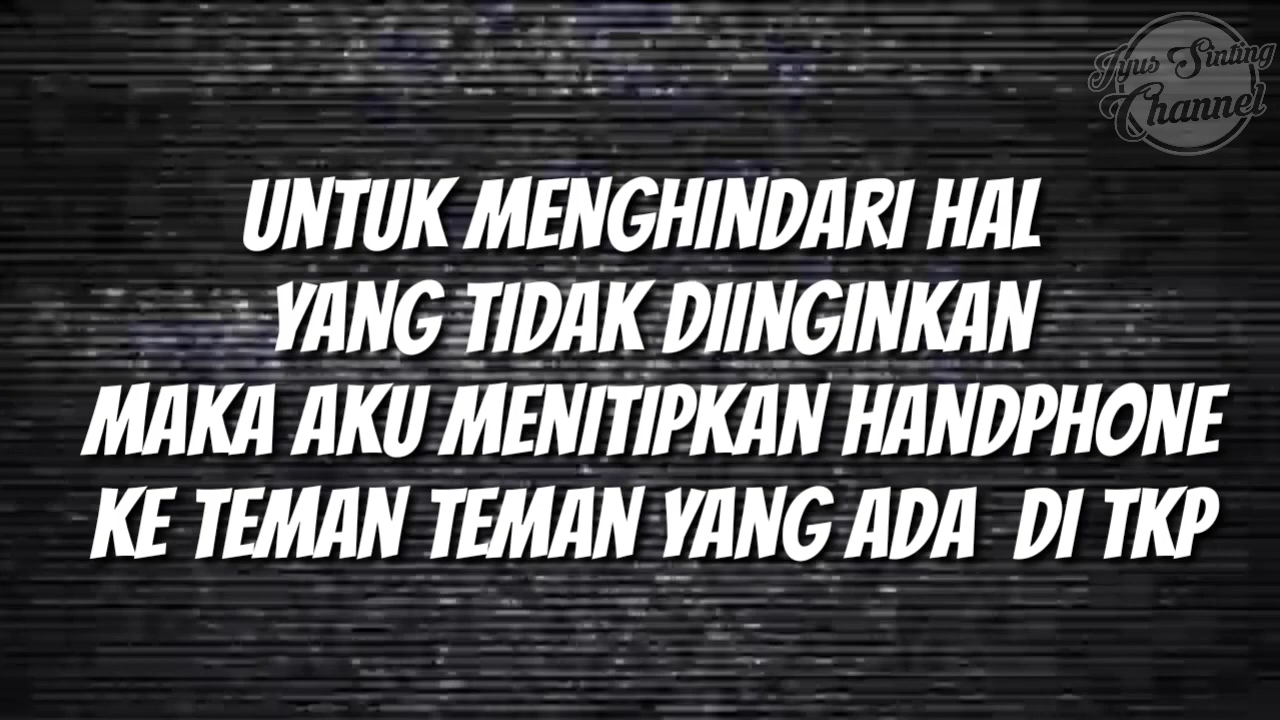 Iyus Sinting
Channel
UNTUK MENGHINDARI HAL
YANG TIDAK DIINGINKAN
MAKA AKU MENITIPKAN HANDPHONE
KE TEMAN TEMAN YANG ADA DI TKP